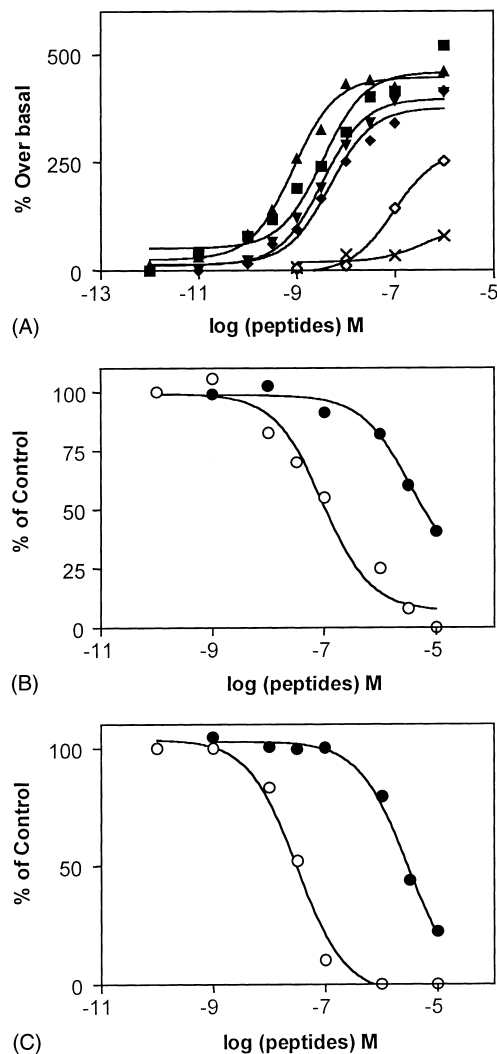 500
250
0
% Over basal
-13 -11 -9 -7 -5
log (peptides) M
(A)
100
75
50
25
0
% of Control
-11 -9 -7 -5
log (peptides) M
(B)
100
50
0
% of Control
-11 -9 -7 -5
log (peptides) M
(C)